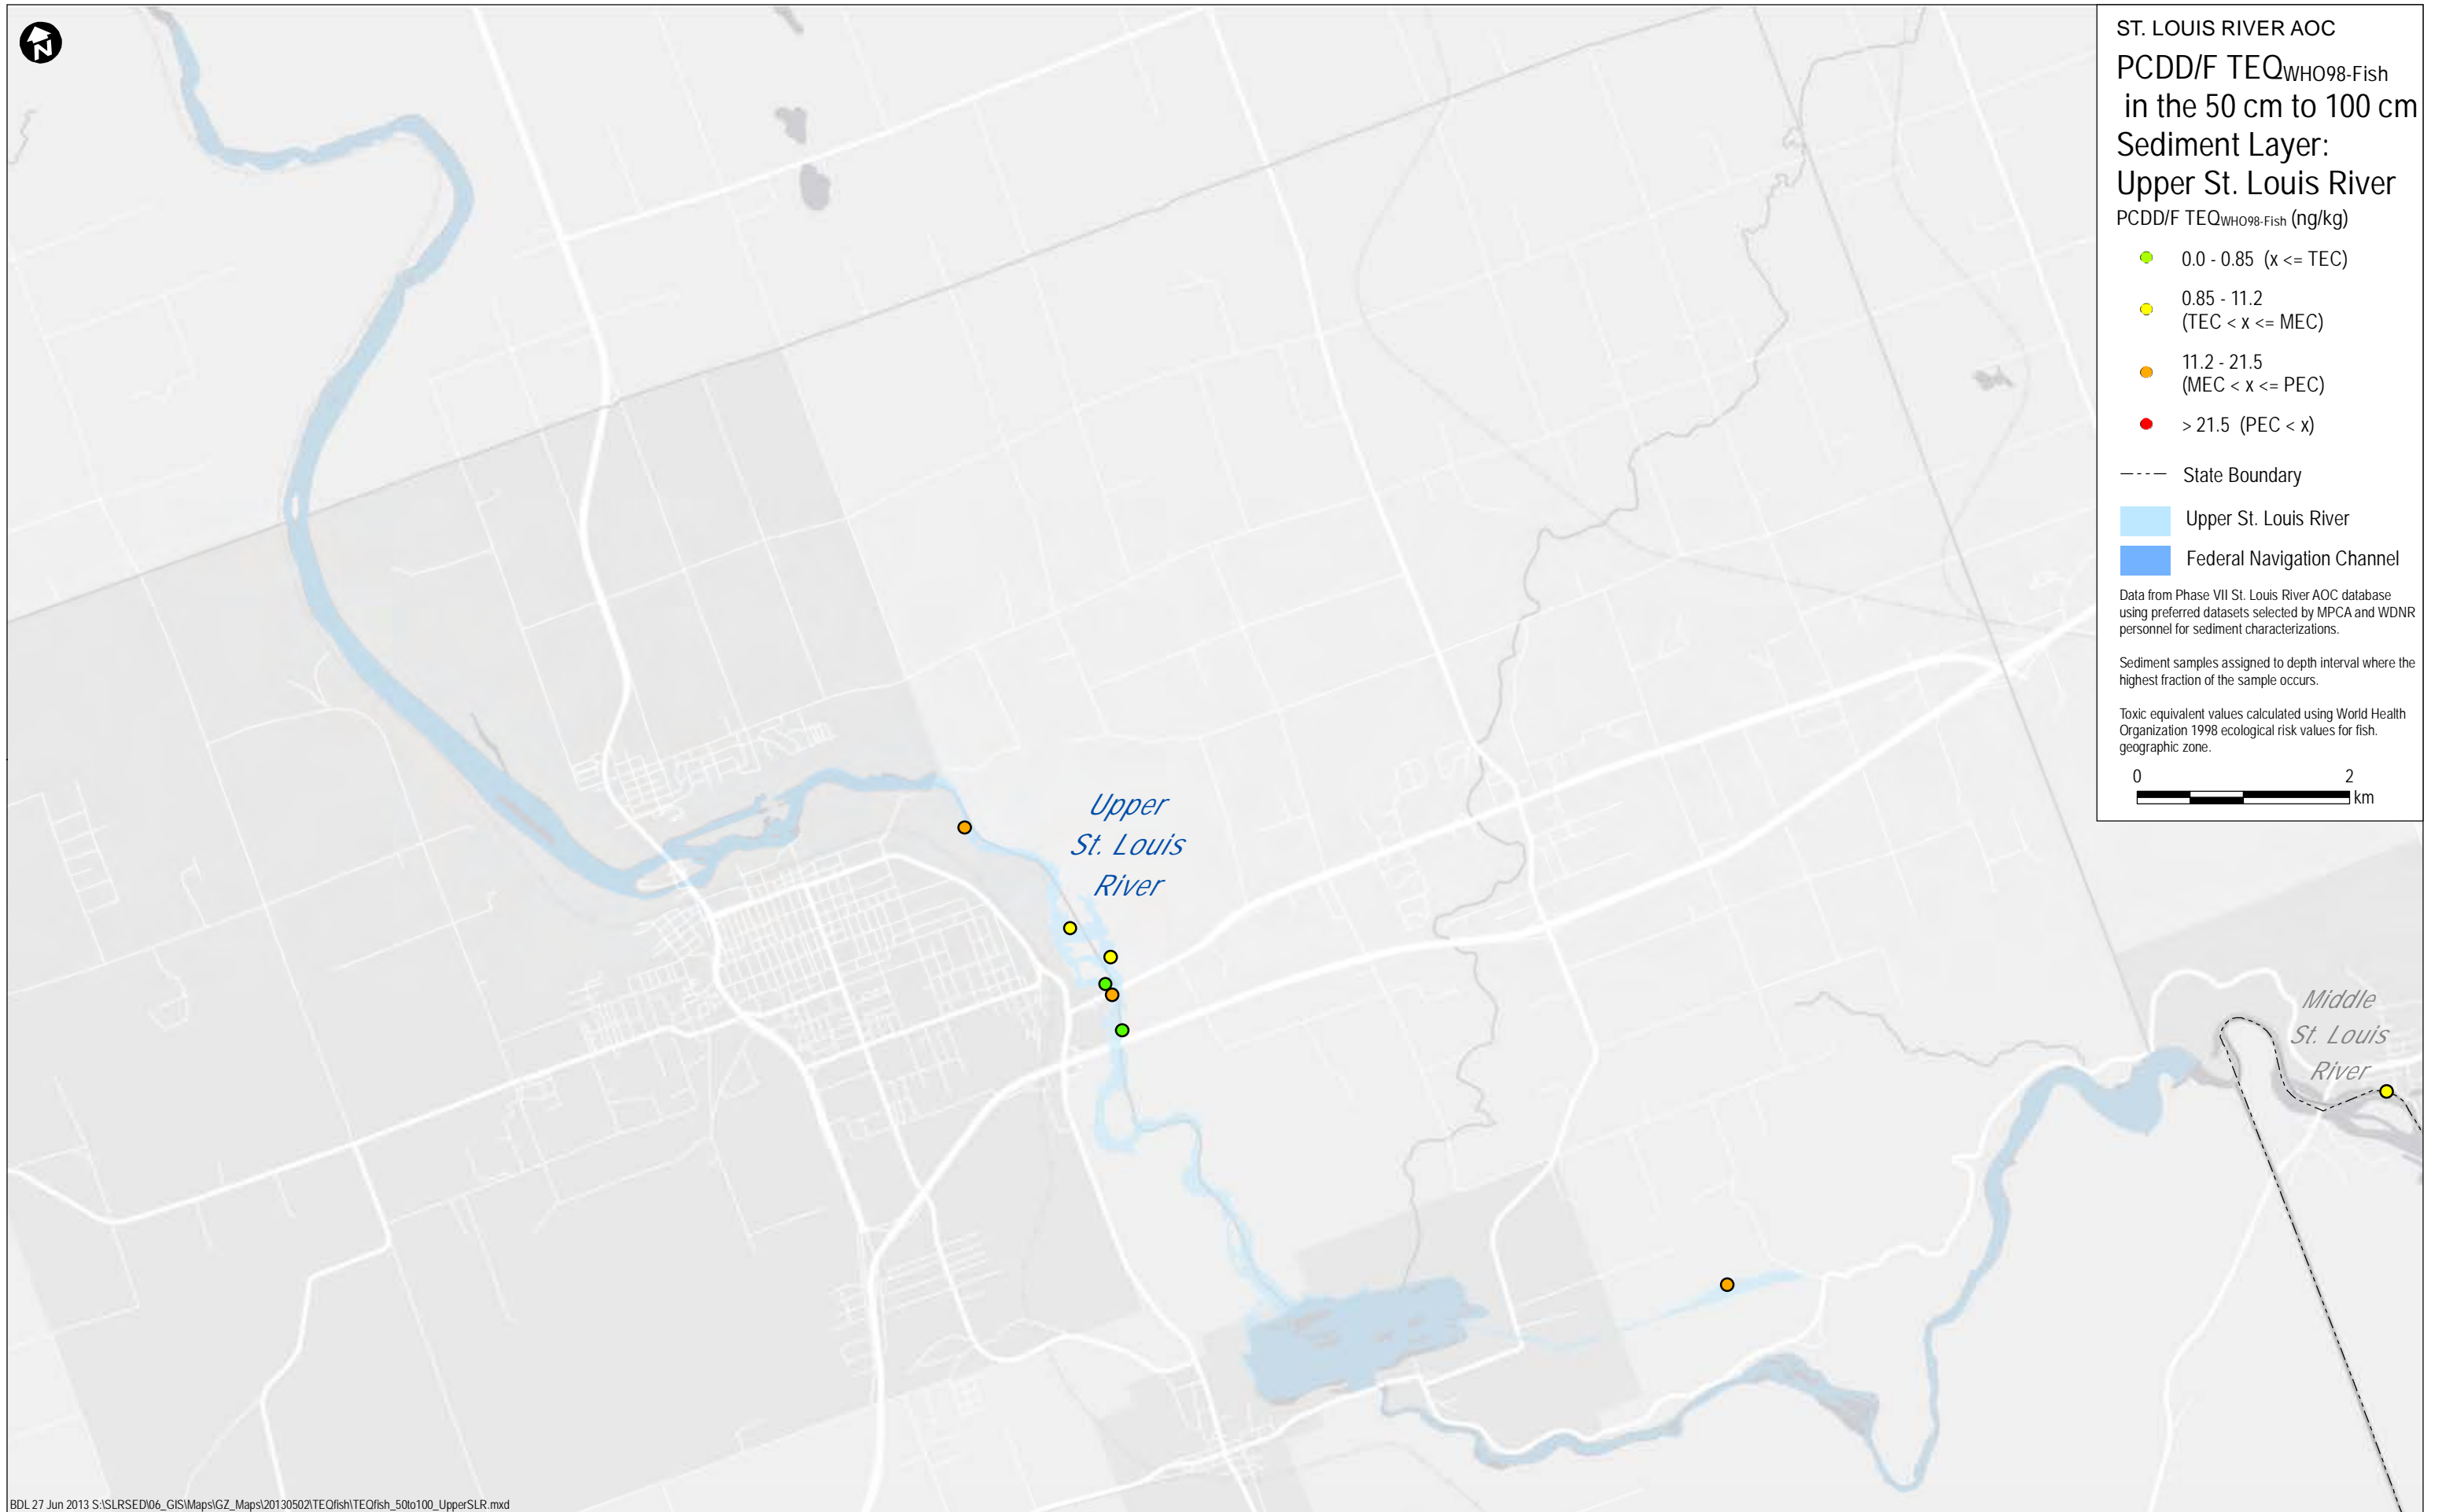 N
ST. LOUIS RIVER AOC
PCDD/F TEQWHO98-Fish
in the 50 cm to 100 cm
Sediment Layer:
Upper St. Louis River
PCDD/F TEQWHO98-Fish (ng/kg)
0.0 - 0.85 (x <= TEC)
0.85 - 11.2
(TEC < x <= MEC)
11.2 - 21.5
(MEC < x <= PEC)
> 21.5 (PEC < x)
State Boundary
Upper St. Louis River
Federal Navigation Channel
Data from Phase VII St. Louis River AOC database
using preferred datasets selected by MPCA and WDNR
personnel for sediment characterizations.
Sediment samples assigned to depth interval where the
highest fraction of the sample occurs.
Toxic equivalent values calculated using World Health
Organization 1998 ecological risk values for fish.
geographic zone.
0 2
km
Upper
St. Louis
River
Middle
St. Louis
River
BDL 27 Jun 2013 S:\SLRSED\06_GIS\Maps\GZ_Maps\20130502\TEQfish\TEQfish_50to100_UpperSLR.mxd